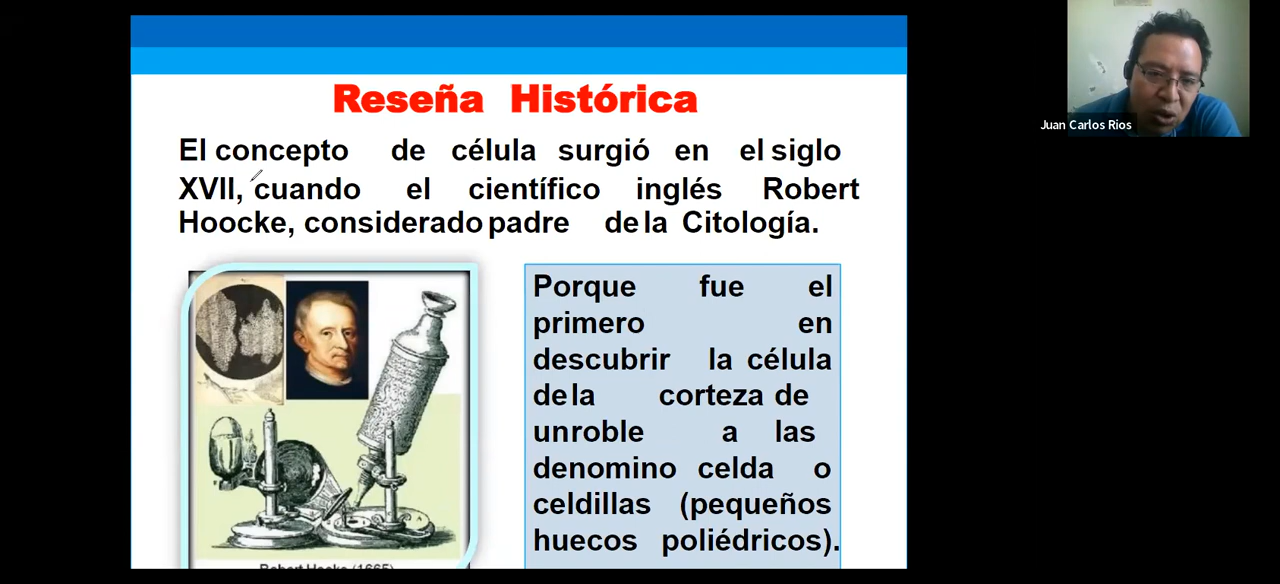 Reseña Histórica
El concepto de célula surgió en el siglo
XVII, cuando el científico inglés Robert
Hoocke, considerado padre de la Citología.
Porque fue el
primero en
descubrir la célula
de la corteza de
un roble a las
denomino celda o
celdillas (pequeños
huecos poliédricos).
Robert Hooke (1665)
Juan Carlos Rios